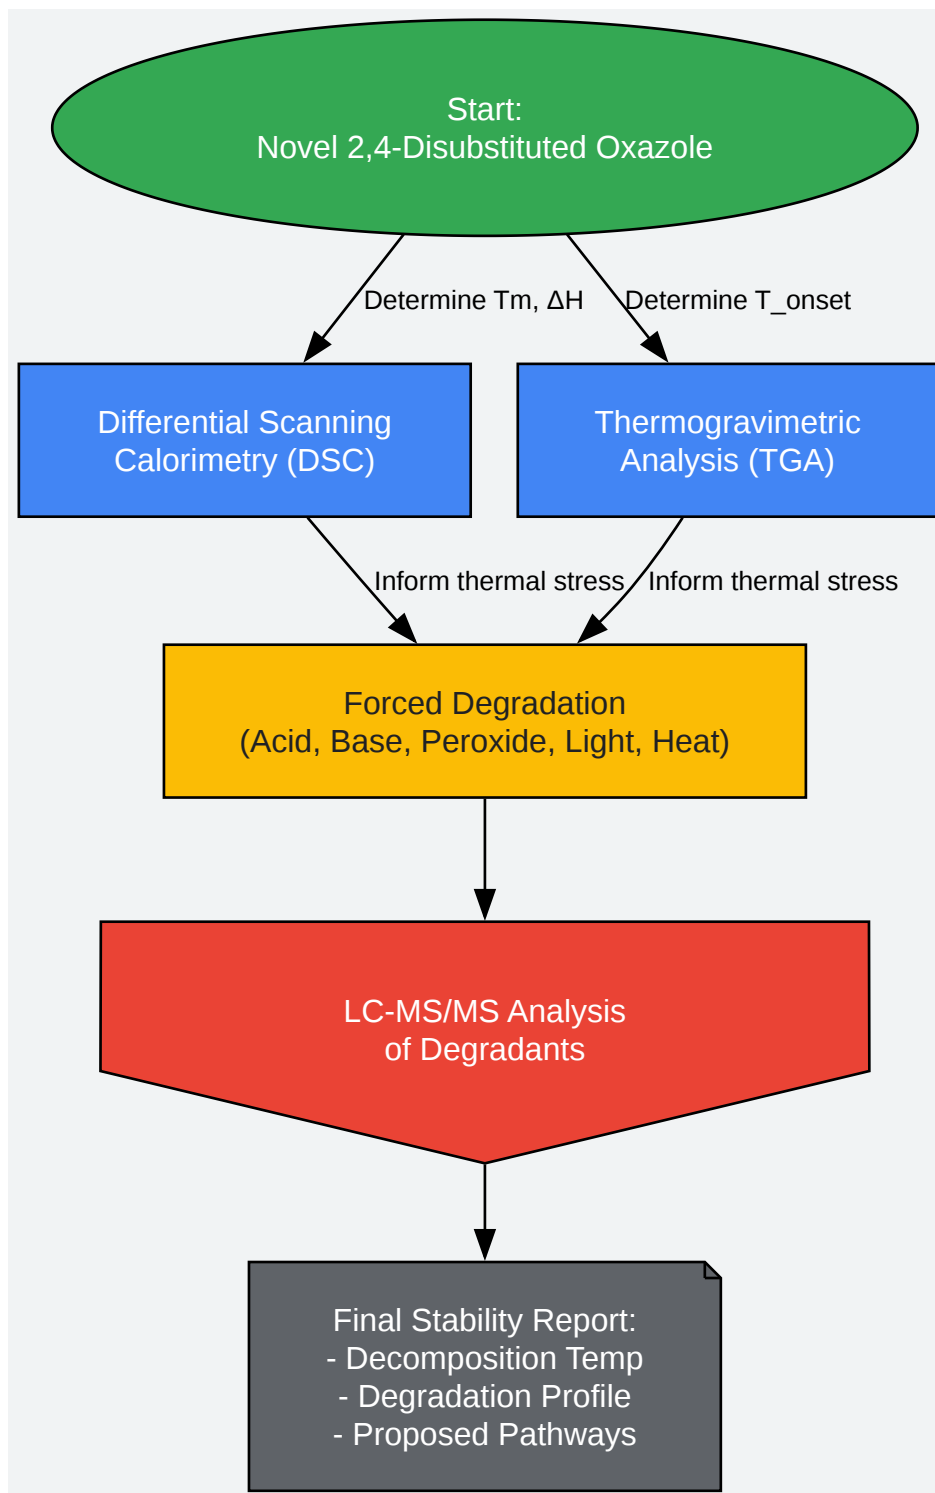 Start:
Novel 2,4-Disubstituted Oxazole
Determine Tm, ΔH
Determine T_onset
Differential Scanning
Calorimetry (DSC)
Thermogravimetric
Analysis (TGA)
Inform thermal stress
Inform thermal stress
Forced Degradation
(Acid, Base, Peroxide, Light, Heat)
LC-MS/MS Analysis
of Degradants
Final Stability Report:
- Decomposition Temp
- Degradation Profile
- Proposed Pathways